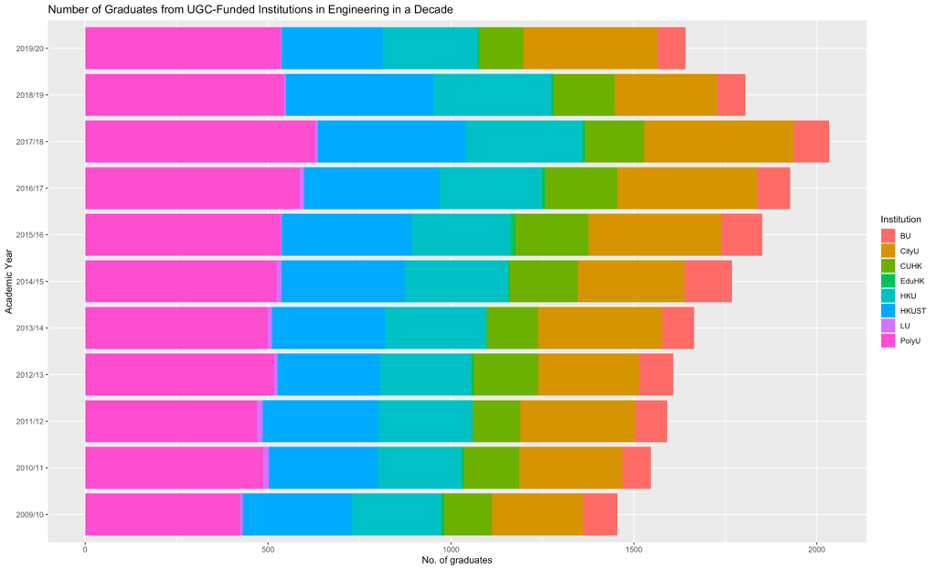 Number of Graduates from UGC-Funded Institutions in Engineering in a Decade
Academic Year
2019/20
2018/19
2017/18
2016/17
2015/16
2014/15
2013/14
2012/13
2011/12
2010/11
2009/10
0 500 1000 1500 2000
No. of graduates
Institution
BU
CityU
CUHK
EduHK
HKU
HKUST
LU
PolyU